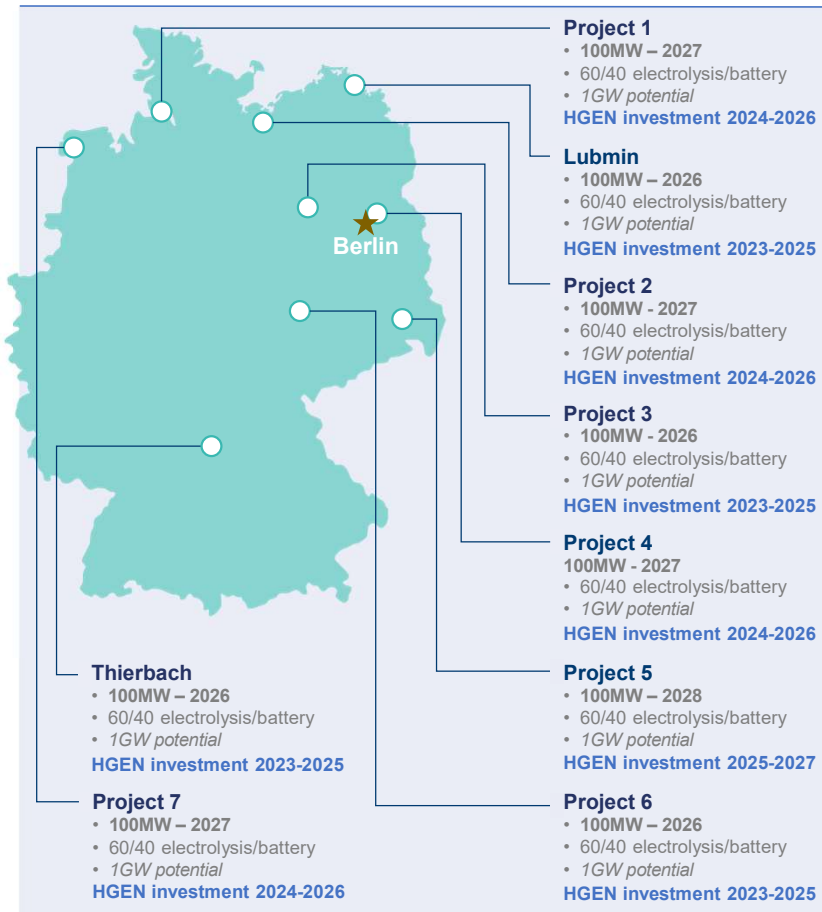 Project 1
• 100MW – 2027
• 60/40 electrolysis/battery
• 1GW potential
HGEN investment 2024-2026
Lubmin
• 100MW – 2026
• 60/40 electrolysis/battery
• 1GW potential
HGEN investment 2023-2025
Berlin
Project 2
• 100MW - 2027
• 60/40 electrolysis/battery
• 1GW potential
HGEN investment 2024-2026
Project 3
• 100MW - 2026
• 60/40 electrolysis/battery
• 1GW potential
HGEN investment 2023-2025
Project 4
100MW - 2027
• 60/40 electrolysis/battery
• 1GW potential
HGEN investment 2024-2026
Thierbach
• 100MW – 2026
• 60/40 electrolysis/battery
• 1GW potential
HGEN investment 2023-2025
Project 5
• 100MW – 2028
• 60/40 electrolysis/battery
• 1GW potential
HGEN investment 2025-2027
Project 7
• 100MW – 2027
• 60/40 electrolysis/battery
• 1GW potential
HGEN investment 2024-2026
Project 6
• 100MW – 2026
• 60/40 electrolysis/battery
• 1GW potential
HGEN investment 2023-2025